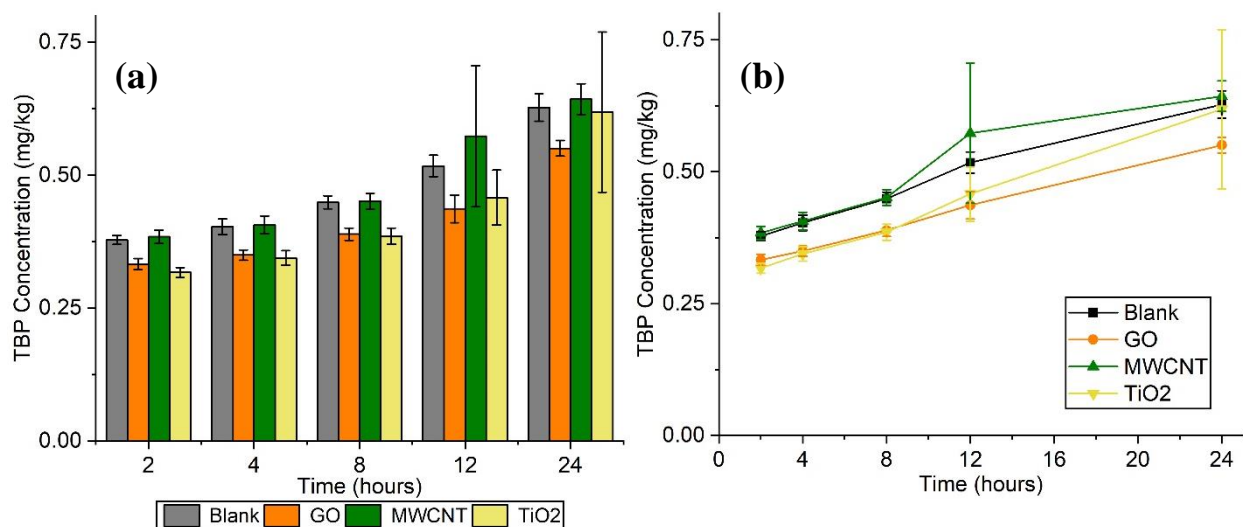 (a)
TBP Concentration (mg/kg)
0.75
0.50
0.25
0.00
2 4 8 12 24
Time (hours)
Blank GO MWCNT TiO2
(b)
TBP Concentration (mg/kg)
0.75
0.50
0.25
0.00
0 4 8 12 16 20 24
Time (hours)
Blank
GO
MWCNT
TiO2